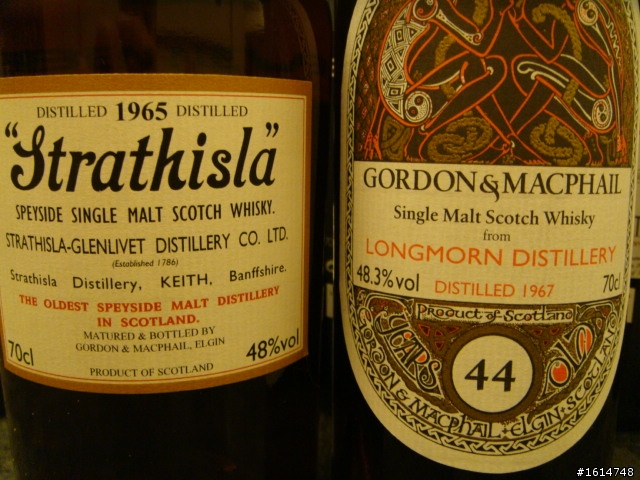 DISTILLED 1965 DISTILLED
"Strathisla"
SPEYSIDE SINGLE MALT SCOTCH WHISKY.
STRATHISLA-GLENLIVET DISTILLERY CO. LTD.
(Established 1786)
Strathisla Distillery, KEITH, Banffshire.
THE OLDEST SPEYSIDE MALT DISTILLERY
IN SCOTLAND.
MATURED & BOTTLED BY
GORDON & MACPHAIL, ELGIN
70cl 48%vol
PRODUCT OF SCOTLAND
GORDON & MACPHAIL
Single Malt Scotch Whisky
from
LONGMORN DISTILLERY
48.3%vol DISTILLED 1967 70cl
Product of Scotland
YEARS 44 OLD
GORDON & MACPHAIL · ELGIN · SCOTLAND
#1614748